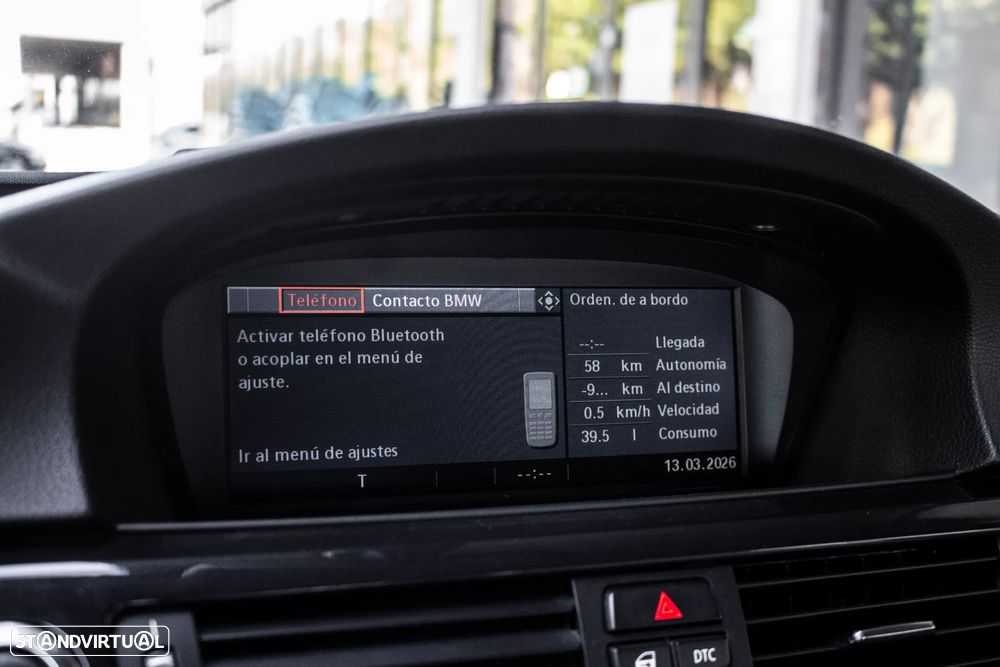 Teléfono Contacto BMW
Activar teléfono Bluetooth
o acoplar en el menú de
ajuste.
Ir al menú de ajustes
T --:--
Orden. de a bordo
--:-- Llegada
58 km Autonomía
-9... km Al destino
0.5 km/h Velocidad
39.5 l Consumo
13.03.2026
DTC
STANDVIRTUAL